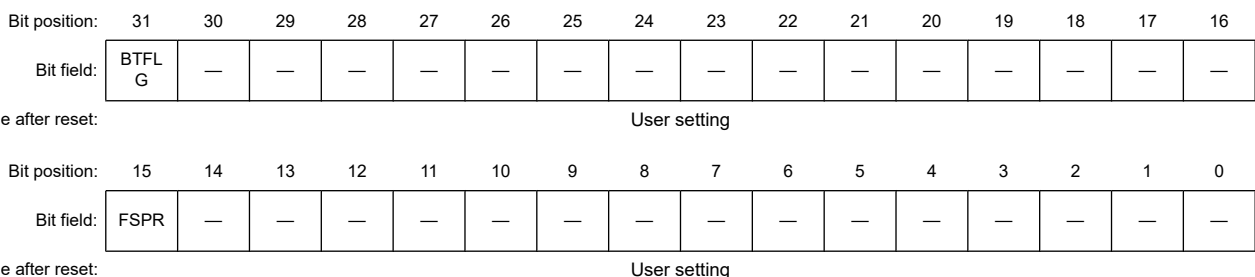 Bit position: 31 30 29 28 27 26 25 24 23 22 21 20 19 18 17 16
Bit field: BTFL G — — — — — — — — — — — — — — —
e after reset: User setting
Bit position: 15 14 13 12 11 10 9 8 7 6 5 4 3 2 1 0
Bit field: FSPR — — — — — — — — — — — — — — —
e after reset: User setting